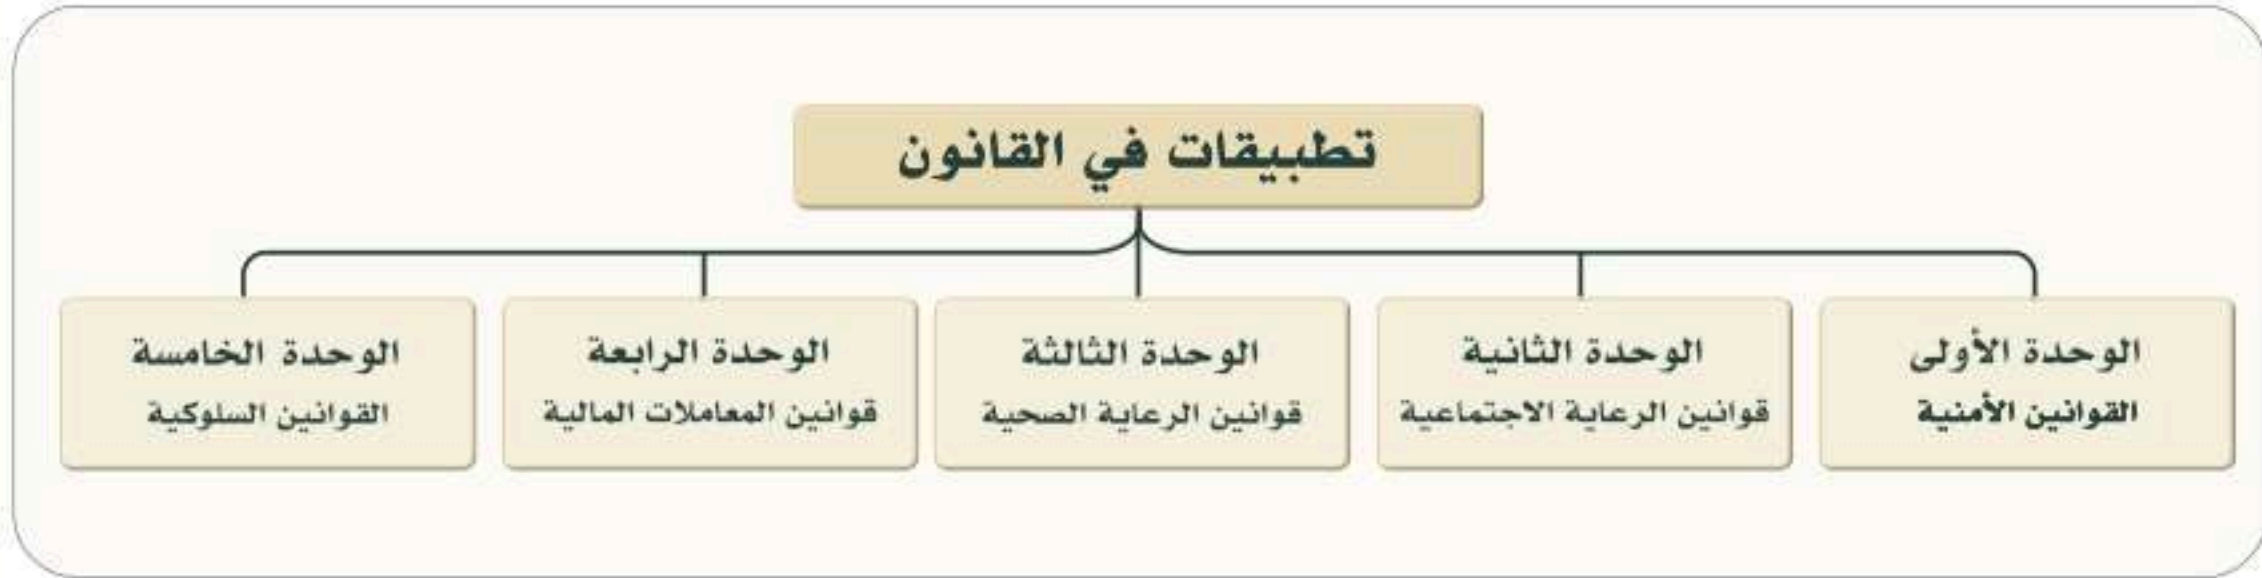 تطبيقات في القانون
الوحدة الأولى
القوانين الأمنية
الوحدة الثانية
قوانين الرعاية الاجتماعية
الوحدة الثالثة
قوانين الرعاية الصحية
الوحدة الرابعة
قوانين المعاملات المالية
الوحدة الخامسة
القوانين السلوكية